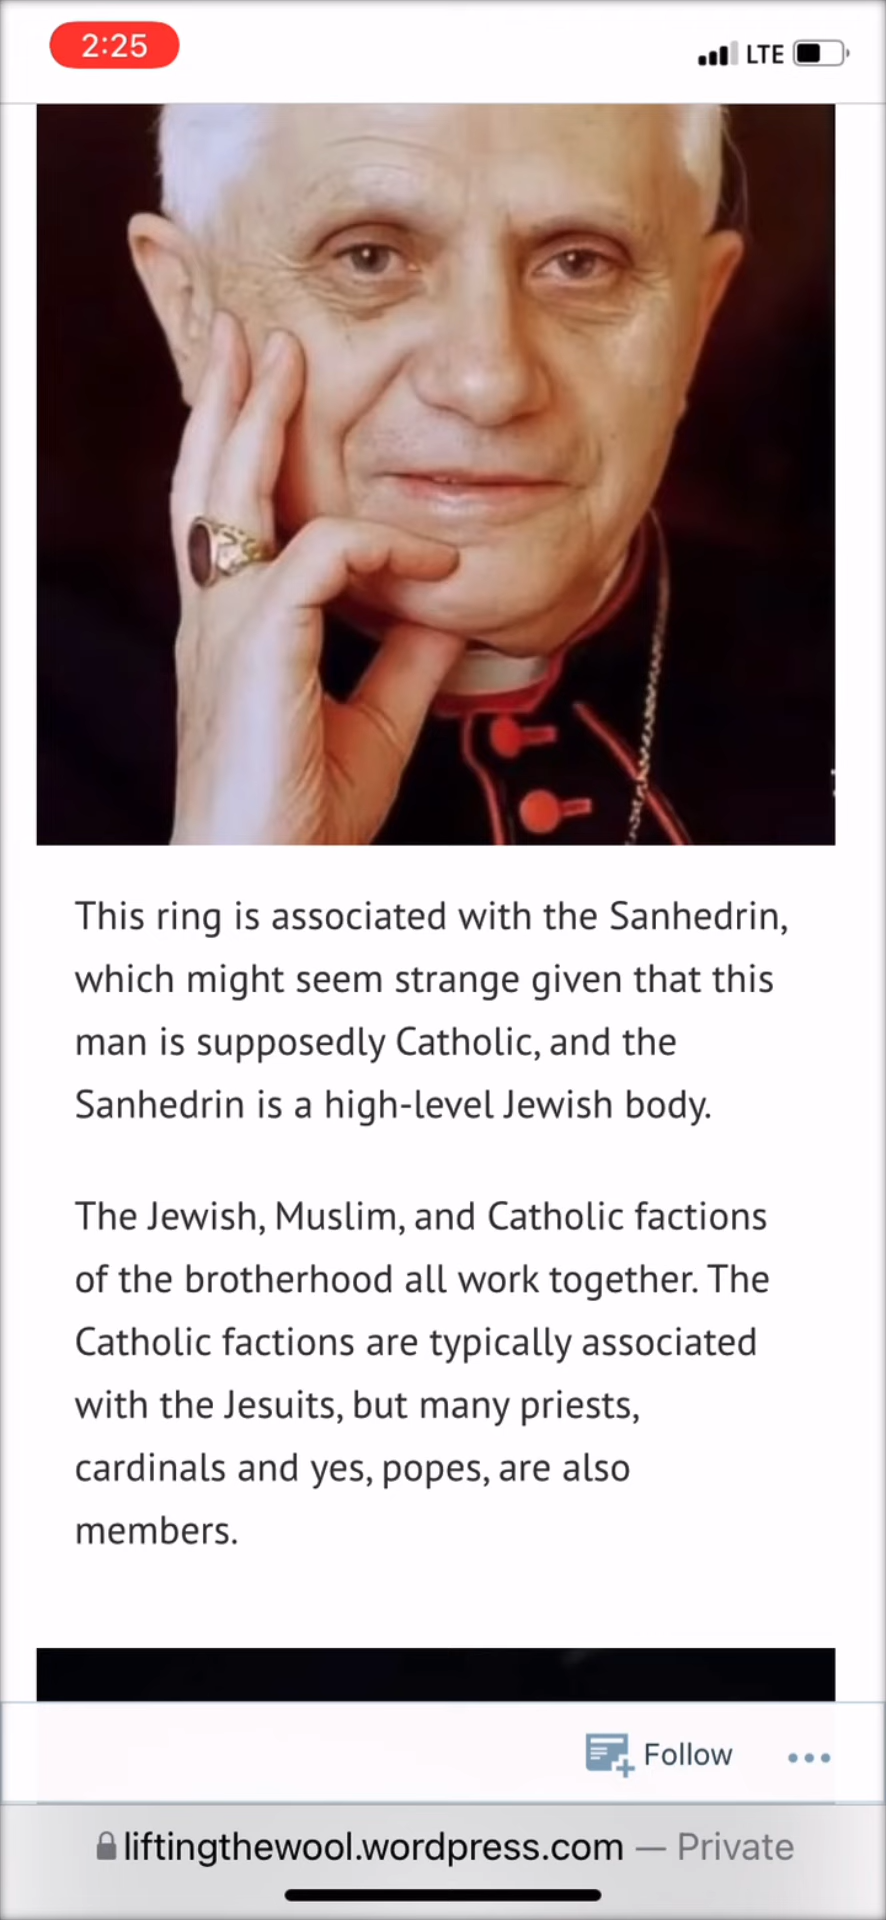 2:25
LTE
This ring is associated with the Sanhedrin,
which might seem strange given that this
man is supposedly Catholic, and the
Sanhedrin is a high-level Jewish body.
The Jewish, Muslim, and Catholic factions
of the brotherhood all work together. The
Catholic factions are typically associated
with the Jesuits, but many priests,
cardinals and yes, popes, are also
members.
Follow
liftingthewool.wordpress.com — Private